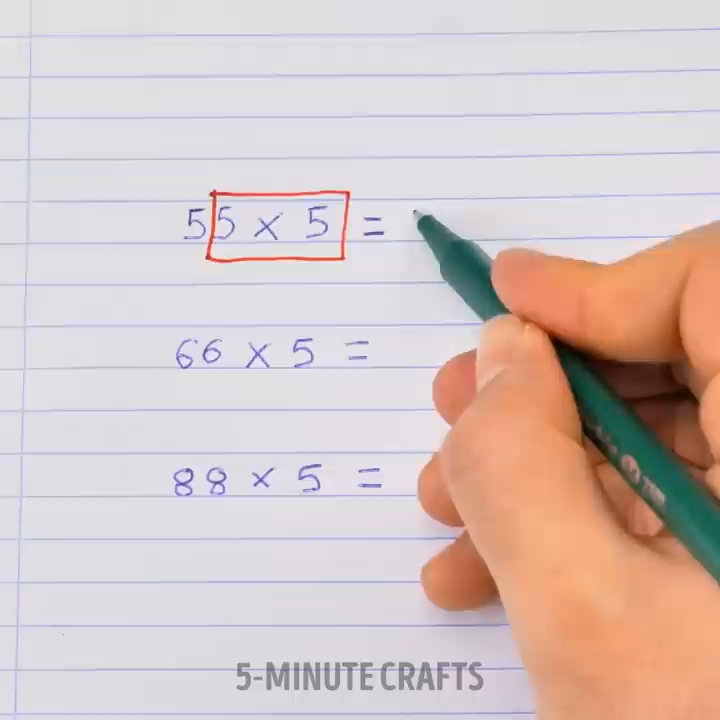 55 × 5 =
66 × 5 =
88 × 5 =
5-MINUTE CRAFTS